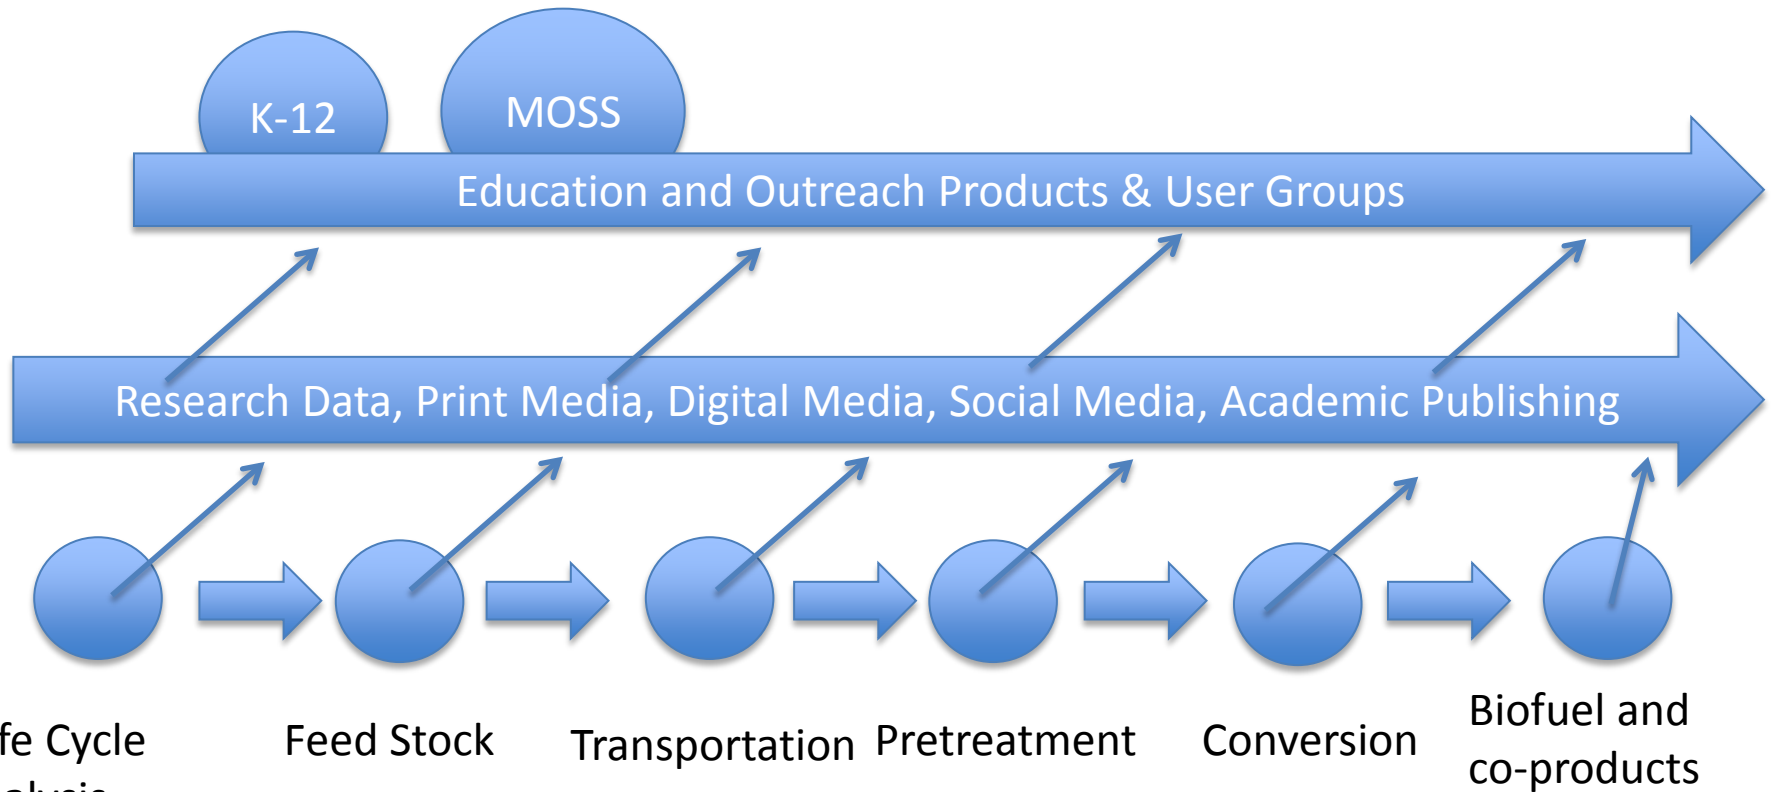 K-12
MOSS
Education and Outreach Products & User Groups
Research Data, Print Media, Digital Media, Social Media, Academic Publishing
Cycle
Feed Stock
Transportation
Pretreatment
Conversion
Biofuel and
co-products